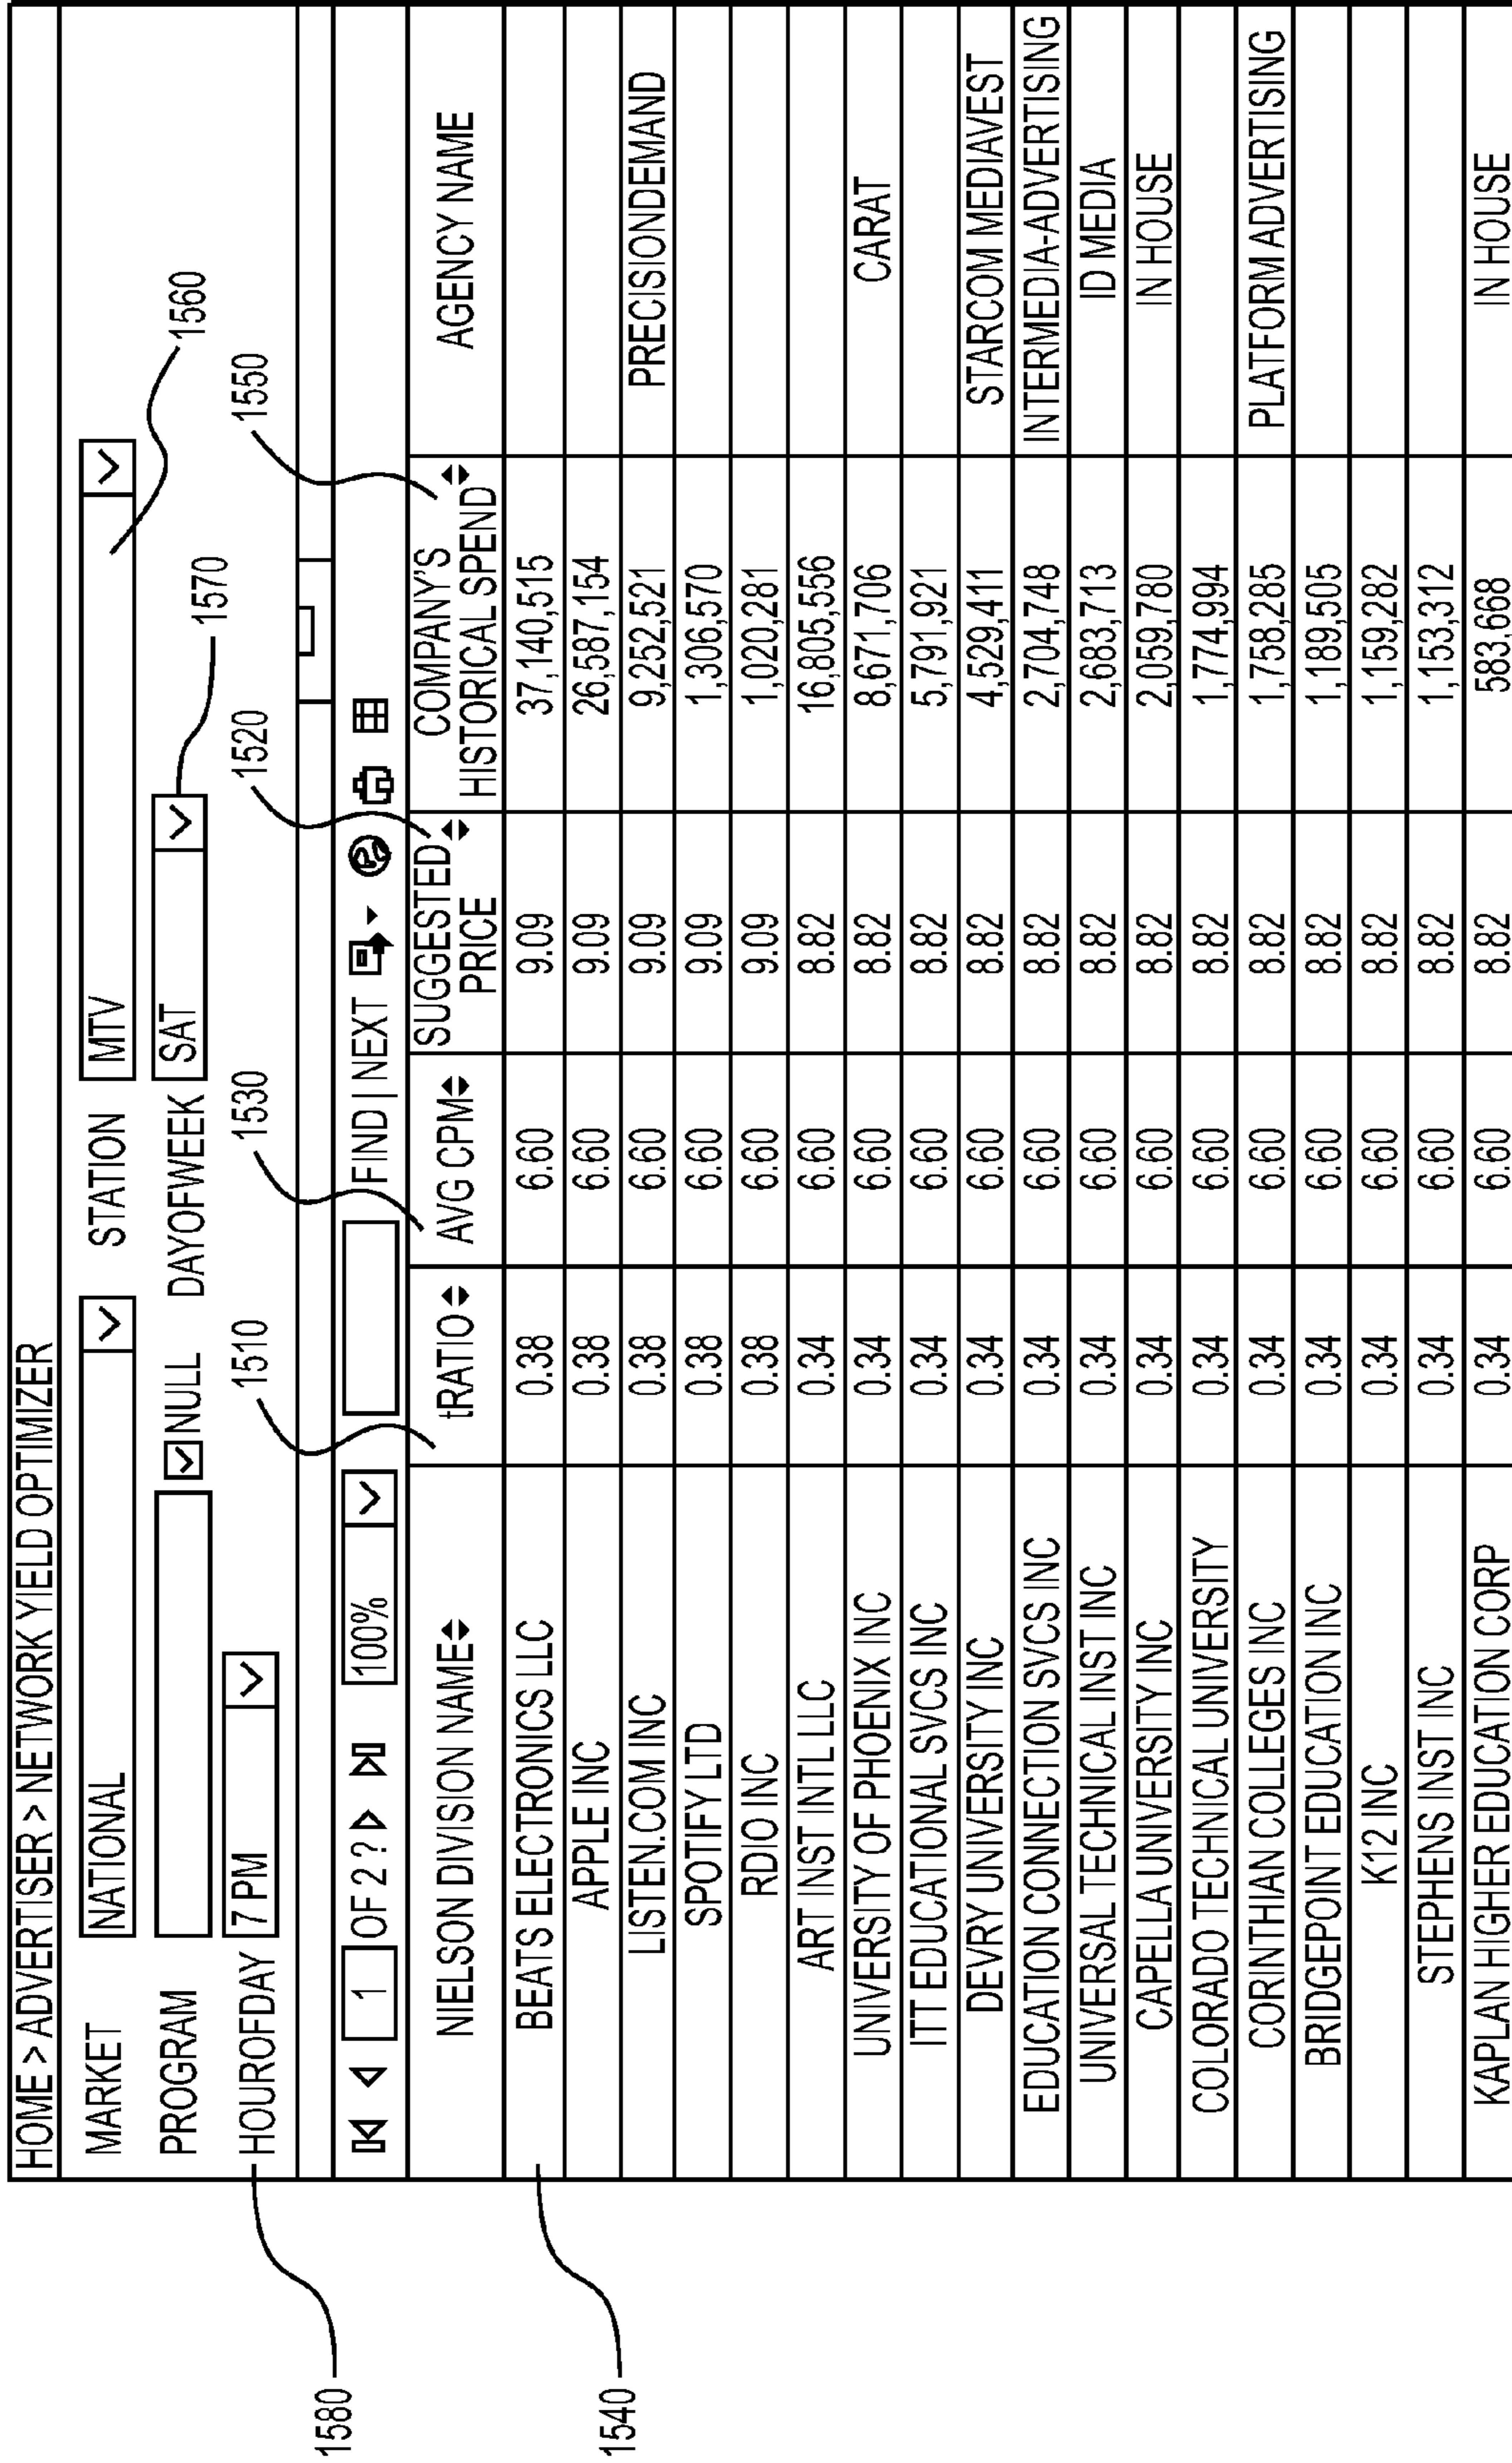 HOME > ADVERTISER > NETWORK YIELD OPTIMIZER
MARKET NATIONAL STATION MTV 1560
PROGRAM NULL DAYOFWEEK SAT 1570
1580 HOUROFDAY 7 PM 1510 1530 1520 1550
1 OF 2 ? 100% FIND | NEXT
NIELSON DIVISION NAME tRATIO AVG CPM SUGGESTED PRICE COMPANY'S HISTORICAL SPEND AGENCY NAME
1540 BEATS ELECTRONICS LLC 0.38 6.60 9.09 37,140,515
APPLE INC 0.38 6.60 9.09 26,587,154
LISTEN.COM INC 0.38 6.60 9.09 9,252,521 PRECISIONDEMAND
SPOTIFY LTD 0.38 6.60 9.09 1,306,570
RDIO INC 0.38 6.60 9.09 1,020,281
ART INST INTL LLC 0.34 6.60 8.82 16,805,556
UNIVERSITY OF PHOENIX INC 0.34 6.60 8.82 8,671,706 CARAT
ITT EDUCATIONAL SVCS INC 0.34 6.60 8.82 5,791,921
DEVRY UNIVERSITY INC 0.34 6.60 8.82 4,529,411 STARCOM MEDIAVEST
EDUCATION CONNECTION SVCS INC 0.34 6.60 8.82 2,704,748 INTERMEDIA-ADVERTISING
UNIVERSAL TECHNICAL INST INC 0.34 6.60 8.82 2,683,713 ID MEDIA
CAPELLA UNIVERSITY INC 0.34 6.60 8.82 2,059,780 IN HOUSE
COLORADO TECHNICAL UNIVERSITY 0.34 6.60 8.82 1,774,994
CORINTHIAN COLLEGES INC 0.34 6.60 8.82 1,758,285 PLATFORM ADVERTISING
BRIDGEPOINT EDUCATION INC 0.34 6.60 8.82 1,189,505
K12 INC 0.34 6.60 8.82 1,159,282
STEPHENS INST INC 0.34 6.60 8.82 1,153,312
KAPLAN HIGHER EDUCATION CORP 0.34 6.60 8.82 583.668 IN HOUSE